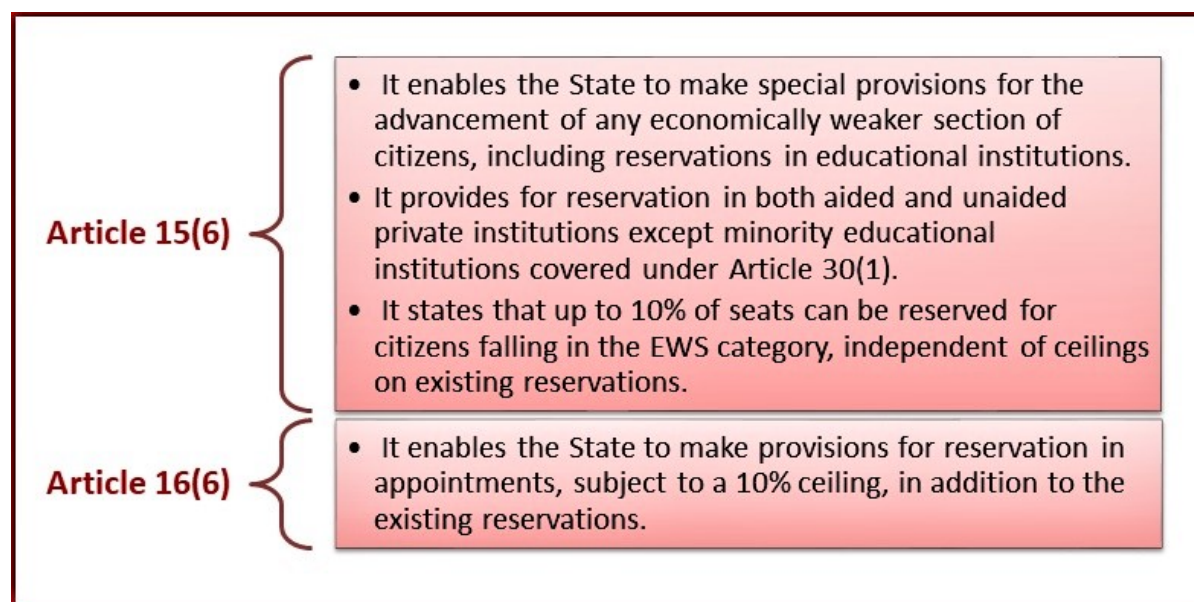 Article 15(6)
• It enables the State to make special provisions for the
advancement of any economically weaker section of
citizens, including reservations in educational institutions.
• It provides for reservation in both aided and unaided
private institutions except minority educational
institutions covered under Article 30(1).
• It states that up to 10% of seats can be reserved for
citizens falling in the EWS category, independent of ceilings
on existing reservations.
Article 16(6)
• It enables the State to make provisions for reservation in
appointments, subject to a 10% ceiling, in addition to the
existing reservations.